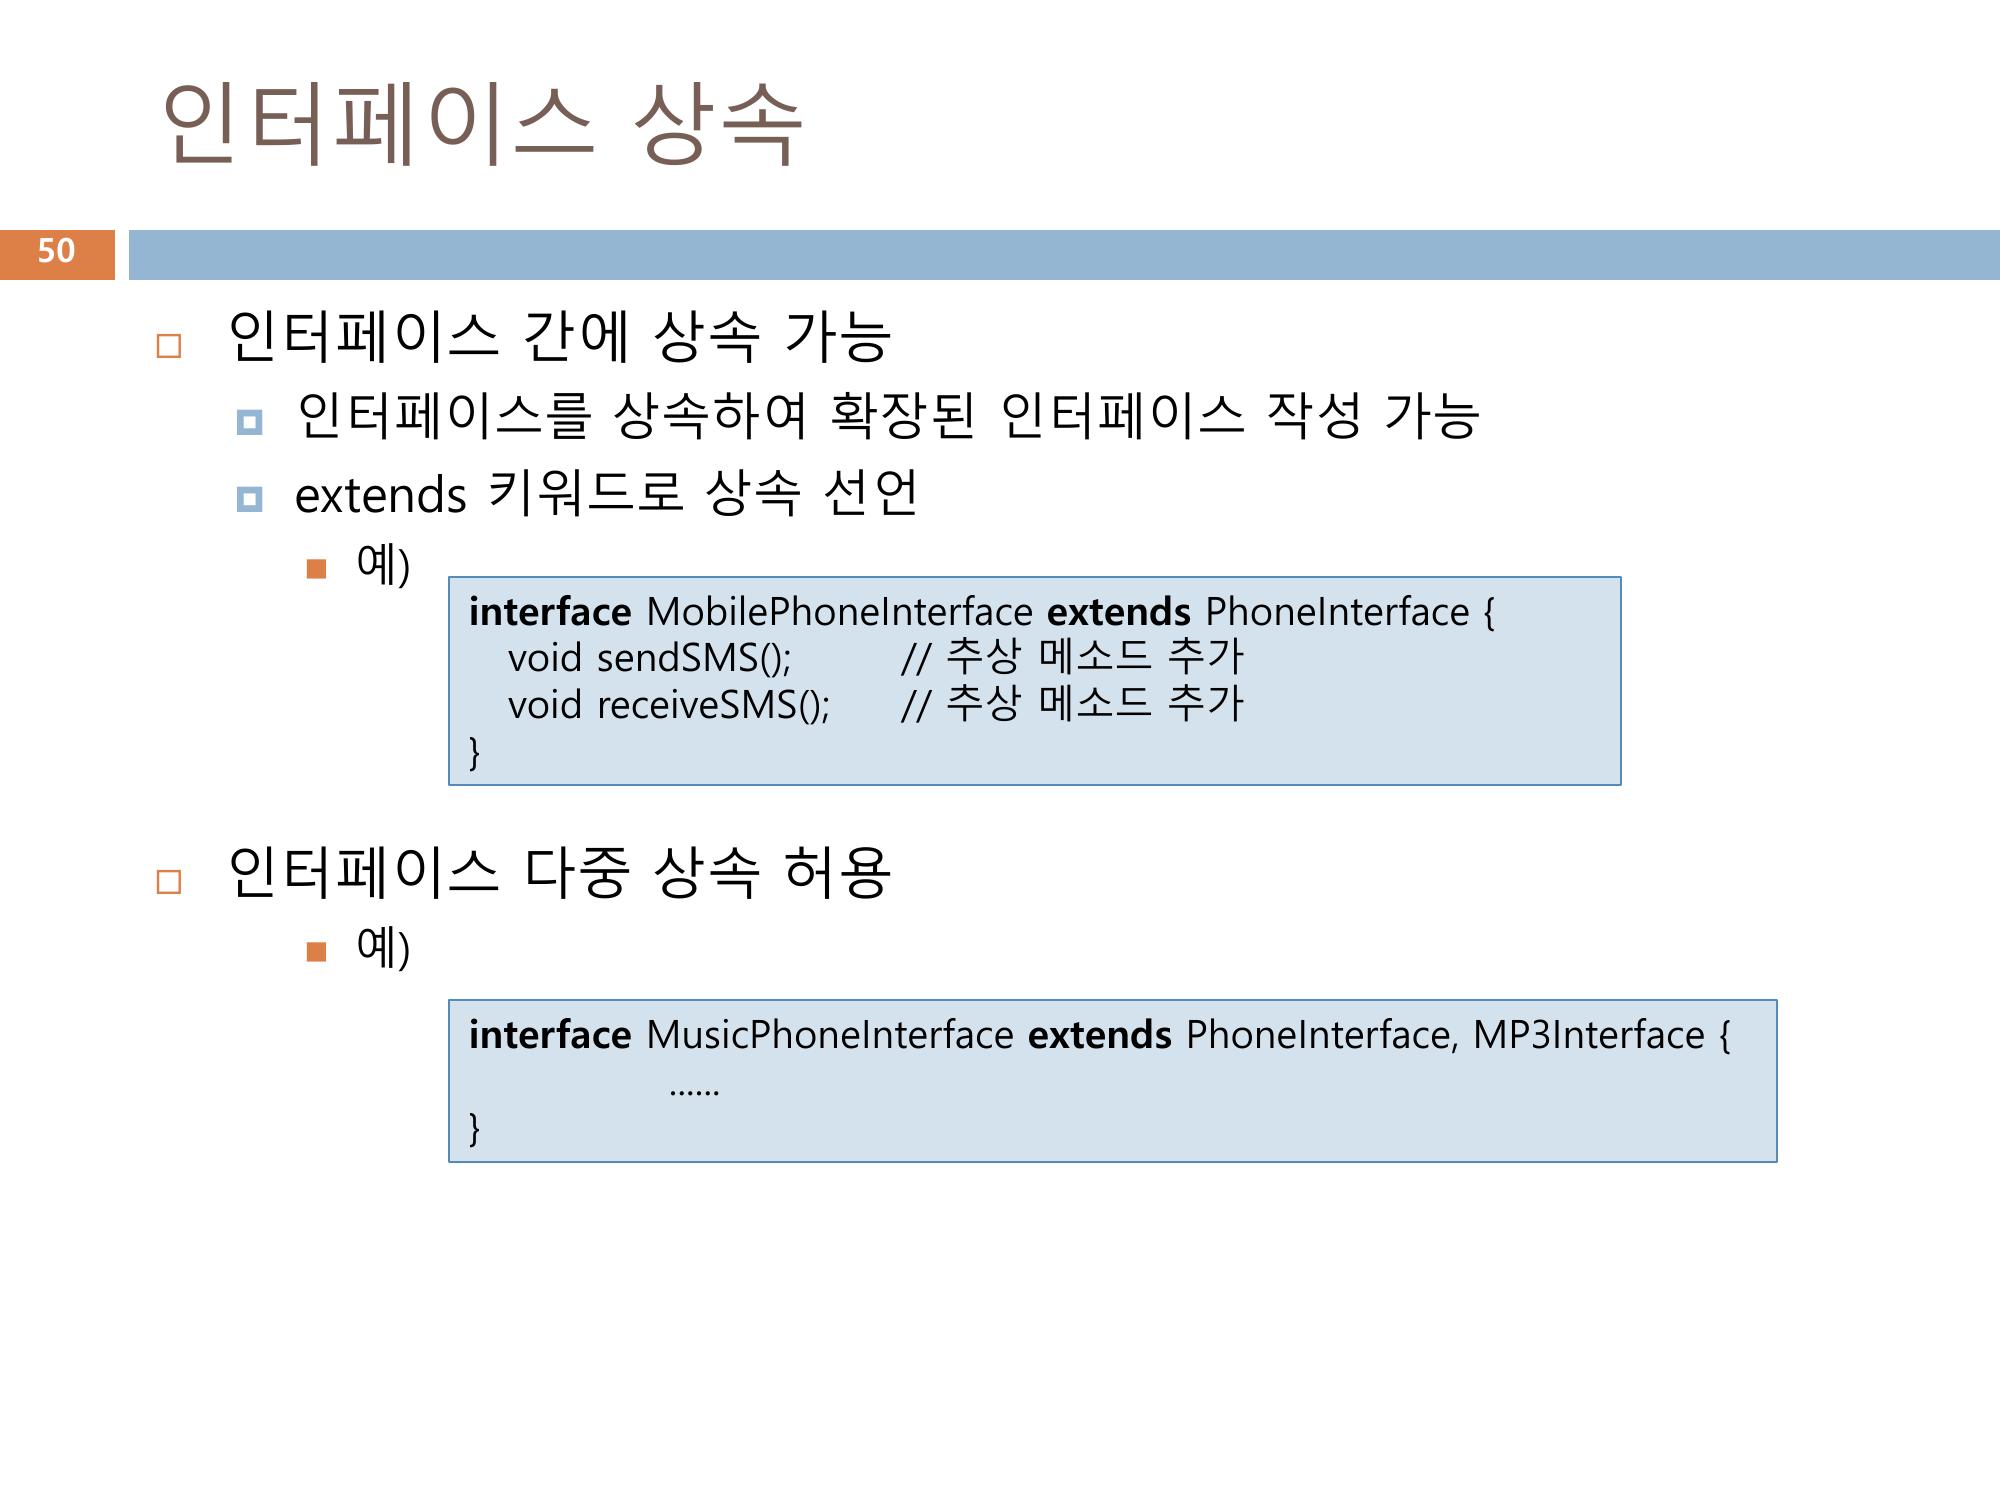 인터페이스 상속
50
인터페이스 간에 상속 가능
인터페이스를 상속하여 확장된 인터페이스 작성 가능
extends 키워드로 상속 선언
예)
interface MobilePhoneInterface extends PhoneInterface {
void sendSMS(); // 추상 메소드 추가
void receiveSMS(); // 추상 메소드 추가
}
인터페이스 다중 상속 허용
예)
interface MusicPhoneInterface extends PhoneInterface, MP3Interface {
......
}